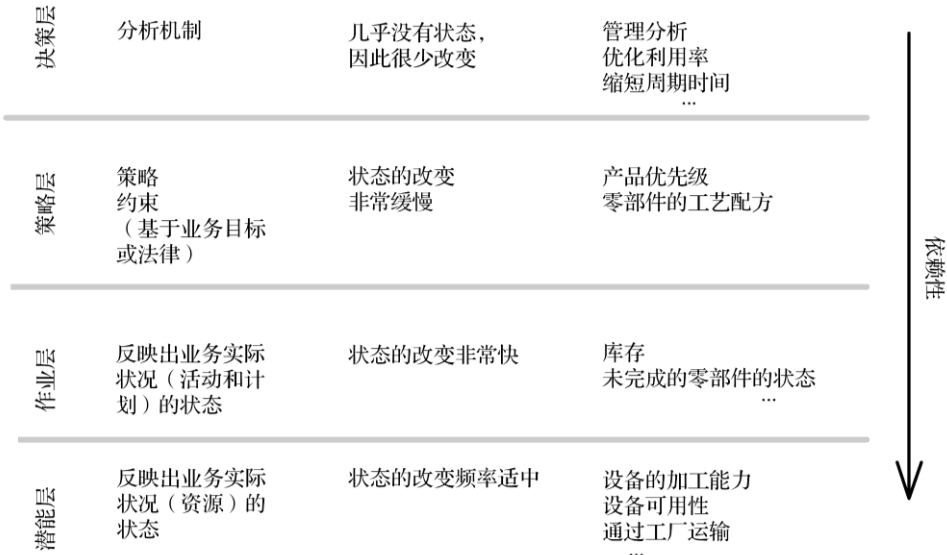 决策层
分析机制
几乎没有状态，
因此很少改变
管理分析
优化利用率
缩短周期时间
…
策略层
策略
约束
（基于业务目标
或法律）
状态的改变
非常缓慢
产品优先级
零部件的工艺配方
作业层
反映出业务实际
状况（活动和计
划）的状态
状态的改变非常快
库存
未完成的零部件的状态
…
潜能层
反映出业务实际
状况（资源）的
状态
状态的改变频率适中
设备的加工能力
设备可用性
通过工厂运输
…
依赖性